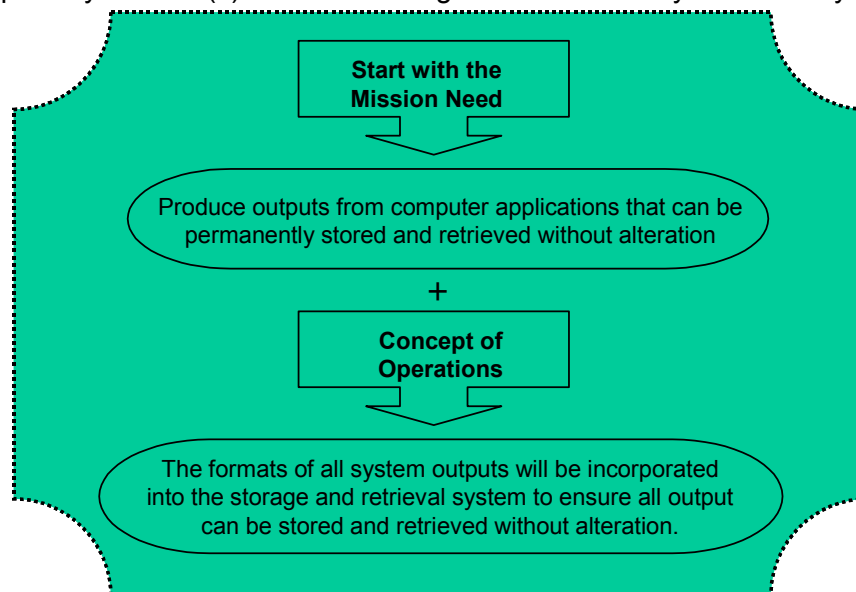 Start with the
Mission Need
Produce outputs from computer applications that can be
permanently stored and retrieved without alteration
+
Concept of
Operations
The formats of all system outputs will be incorporated
into the storage and retrieval system to ensure all output
can be stored and retrieved without alteration.